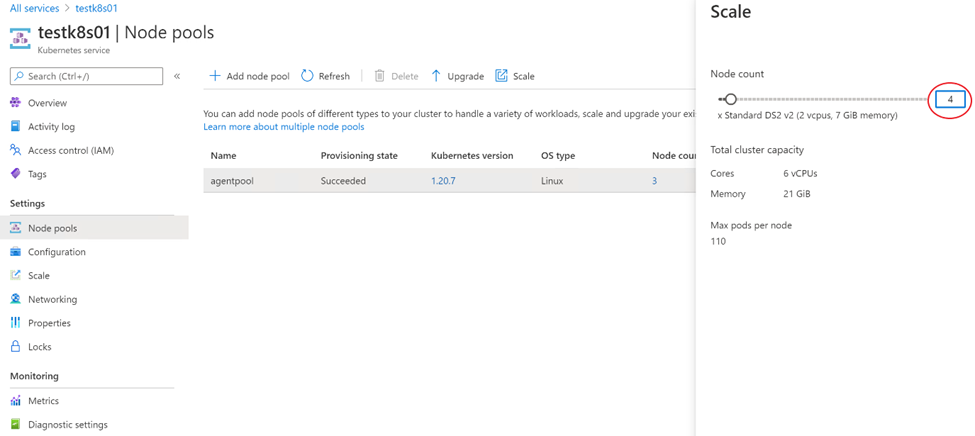 All services > testk8s01
testk8s01 | Node pools
Kubernetes service
Search (Ctrl+/)
«
Overview
Activity log
Access control (IAM)
Tags
Settings
Node pools
Configuration
Scale
Networking
Properties
Locks
Monitoring
Metrics
Diagnostic settings
Add node pool Refresh Delete Upgrade Scale
You can add node pools of different types to your cluster to handle a variety of workloads, scale and upgrade your exi
Learn more about multiple node pools
Name Provisioning state Kubernetes version OS type Node cour
agentpool Succeeded 1.20.7 Linux 3
Scale
Node count
4
x Standard DS2 v2 (2 vcpus, 7 GiB memory)
Total cluster capacity
Cores 6 vCPUs
Memory 21 GiB
Max pods per node
110